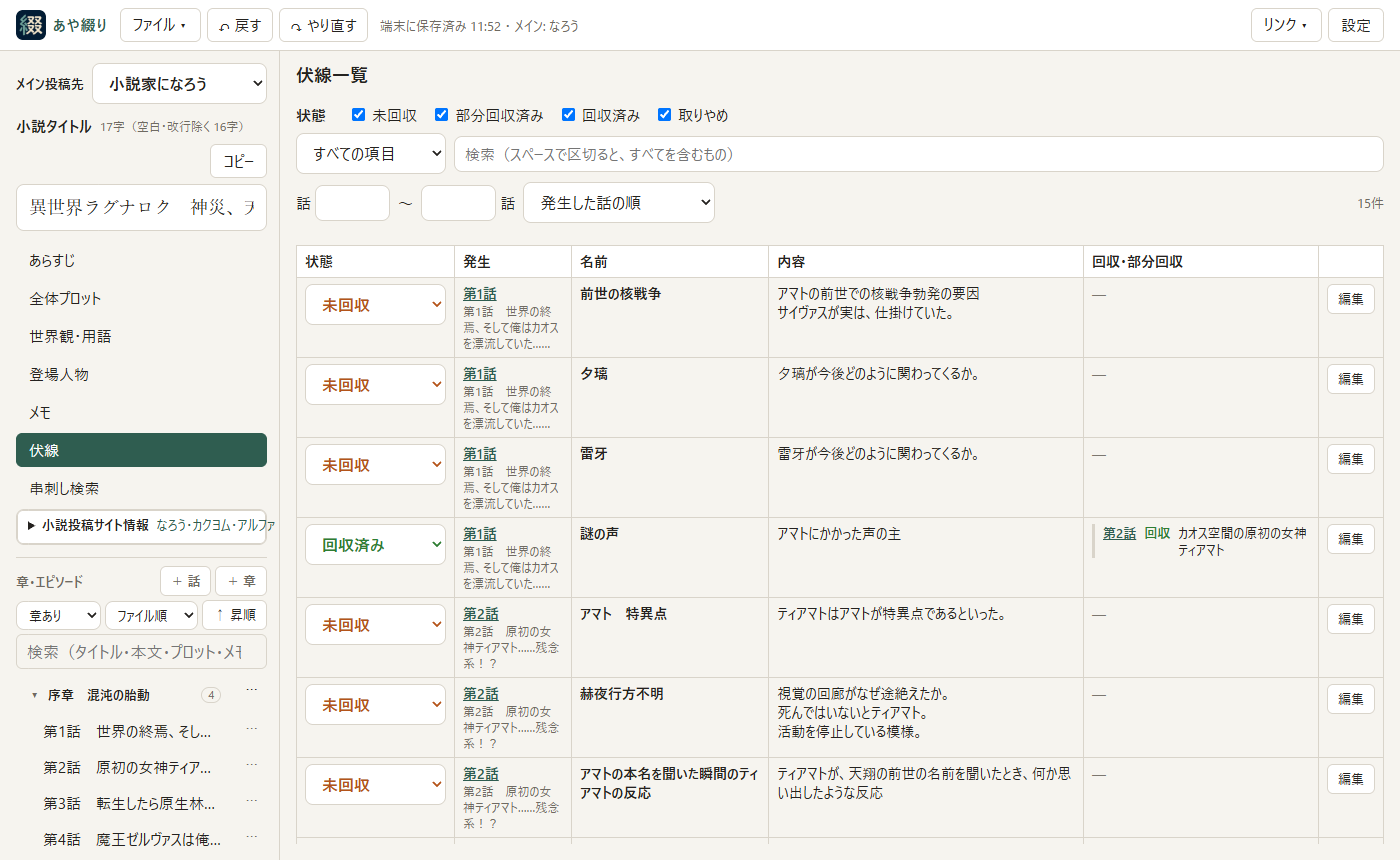 綴 あや綴り ファイル ▾ 戻す やり直す 端末に保存済み 11:52・メイン: なろう リンク ▾ 設定
メイン投稿先 小説家になろう
小説タイトル 17字（空白・改行除く 16字）
コピー
異世界ラグナロク　神災、
あらすじ
全体プロット
世界観・用語
登場人物
メモ
伏線
串刺し検索
▶ 小説投稿サイト情報 なろう・カクヨム・アルファ
章・エピソード ＋ 話 ＋ 章
章あり ファイル順 ↑ 昇順
検索（タイトル・本文・プロット・メモ
▾ 序章　混沌の胎動 4 …
第1話　世界の終焉、そし... …
第2話　原初の女神ティア... …
第3話　転生したら原生林... …
第4話　魔王ゼルヴァスは俺... …
伏線一覧
状態 未回収 部分回収済み 回収済み 取りやめ
すべての項目 検索（スペースで区切ると、すべてを含むもの）
話 ～ 話 発生した話の順 15件
状態 発生 名前 内容 回収・部分回収
未回収 第1話 前世の核戦争 アマトの前世での核戦争勃発の要因 — 編集
第1話　世界の終 サイヴァスが実は、仕掛けていた。
焉、そして俺はカオス
を漂流していた……
未回収 第1話 夕璃 夕璃が今後どのように関わってくるか。 — 編集
第1話　世界の終
焉、そして俺はカオス
を漂流していた……
未回収 第1話 雷牙 雷牙が今後どのように関わってくるか。 — 編集
第1話　世界の終
焉、そして俺はカオス
を漂流していた……
回収済み 第1話 謎の声 アマトにかかった声の主 第2話 回収 カオス空間の原初の女神 編集
第1話　世界の終 ティアマト
焉、そして俺はカオス
を漂流していた……
未回収 第2話 アマト　特異点 ティアマトはアマトが特異点であるといった。 — 編集
第2話　原初の女
神ティアマト……残念
系！？
未回収 第2話 赫夜行方不明 視覚の回廊がなぜ途絶えたか。 — 編集
第2話　原初の女 死んではいないとティアマト。
神ティアマト……残念 活動を停止している模様。
系！？
未回収 第2話 アマトの本名を聞いた瞬間のティ ティアマトが、天翔の前世の名前を聞いたとき、何か思 — 編集
第2話　原初の女 アマトの反応 い出したような反応
神ティアマト……残念
系！？